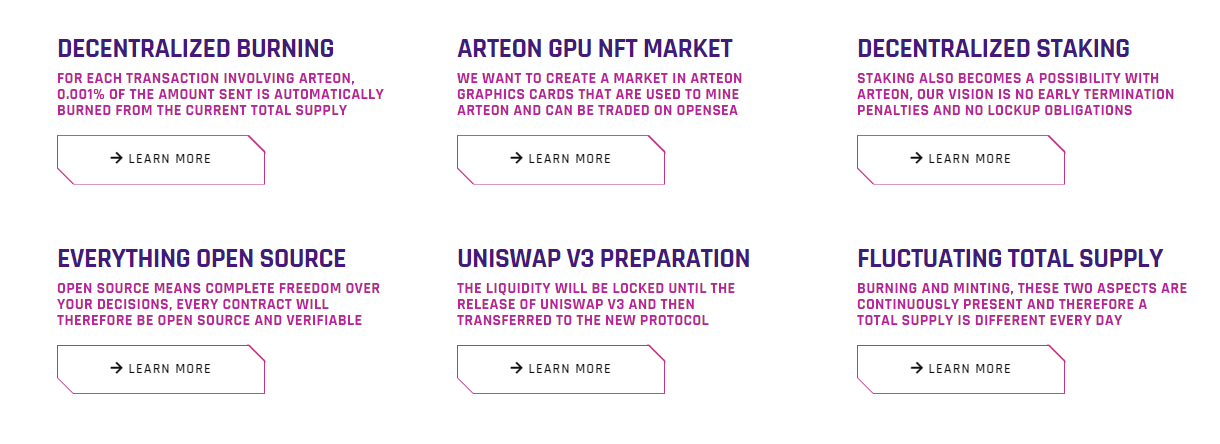 DECENTRALIZED BURNING
FOR EACH TRANSACTION INVOLVING ARTEON,
0.001% OF THE AMOUNT SENT IS AUTOMATICALLY
BURNED FROM THE CURRENT TOTAL SUPPLY
→ LEARN MORE
ARTEON GPU NFT MARKET
WE WANT TO CREATE A MARKET IN ARTEON
GRAPHICS CARDS THAT ARE USED TO MINE
ARTEON AND CAN BE TRADED ON OPENSEA
→ LEARN MORE
DECENTRALIZED STAKING
STAKING ALSO BECOMES A POSSIBILITY WITH
ARTEON, OUR VISION IS NO EARLY TERMINATION
PENALTIES AND NO LOCKUP OBLIGATIONS
→ LEARN MORE
EVERYTHING OPEN SOURCE
OPEN SOURCE MEANS COMPLETE FREEDOM OVER
YOUR DECISIONS, EVERY CONTRACT WILL
THEREFORE BE OPEN SOURCE AND VERIFIABLE
→ LEARN MORE
UNISWAP V3 PREPARATION
THE LIQUIDITY WILL BE LOCKED UNTIL THE
RELEASE OF UNISWAP V3 AND THEN
TRANSFERRED TO THE NEW PROTOCOL
→ LEARN MORE
FLUCTUATING TOTAL SUPPLY
BURNING AND MINTING, THESE TWO ASPECTS ARE
CONTINUOUSLY PRESENT AND THEREFORE A
TOTAL SUPPLY IS DIFFERENT EVERY DAY
→ LEARN MORE